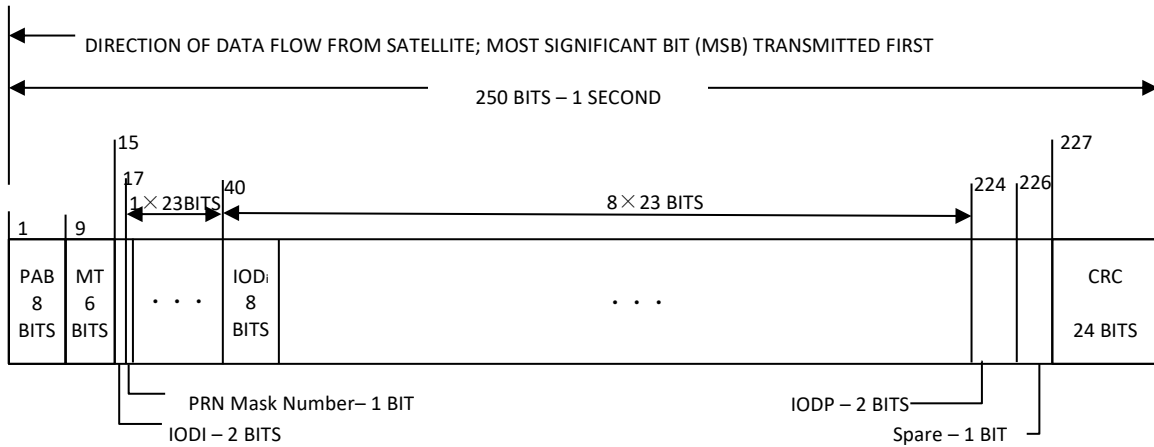 DIRECTION OF DATA FLOW FROM SATELLITE; MOST SIGNIFICANT BIT (MSB) TRANSMITTED FIRST
250 BITS – 1 SECOND
15
227
17
40
224
226
1×23BITS
8×23 BITS
1
9
PAB
8
BITS
MT
6
BITS
· · ·
IODi
8
BITS
· · ·
CRC
24 BITS
PRN Mask Number– 1 BIT
IODP – 2 BITS
IODI – 2 BITS
Spare – 1 BIT